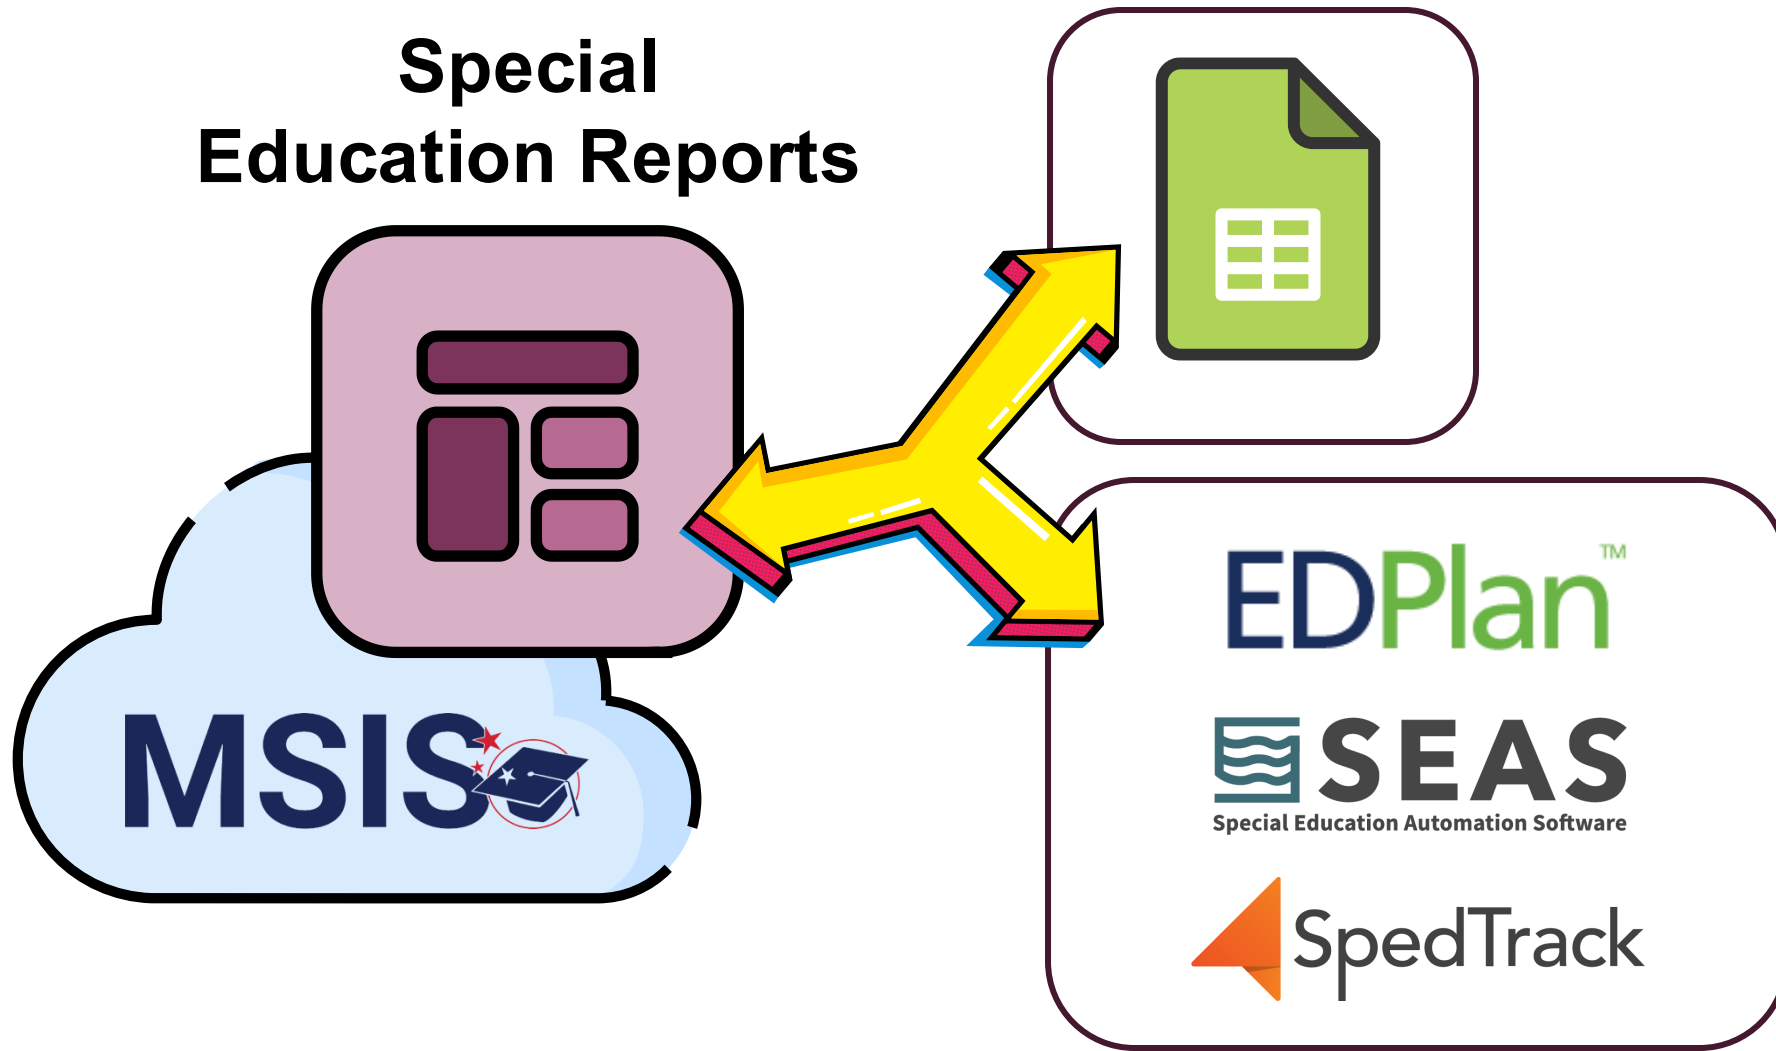 Special
Education Reports
MSIS
EDPlan™
SEAS
Special Education Automation Software
SpedTrack